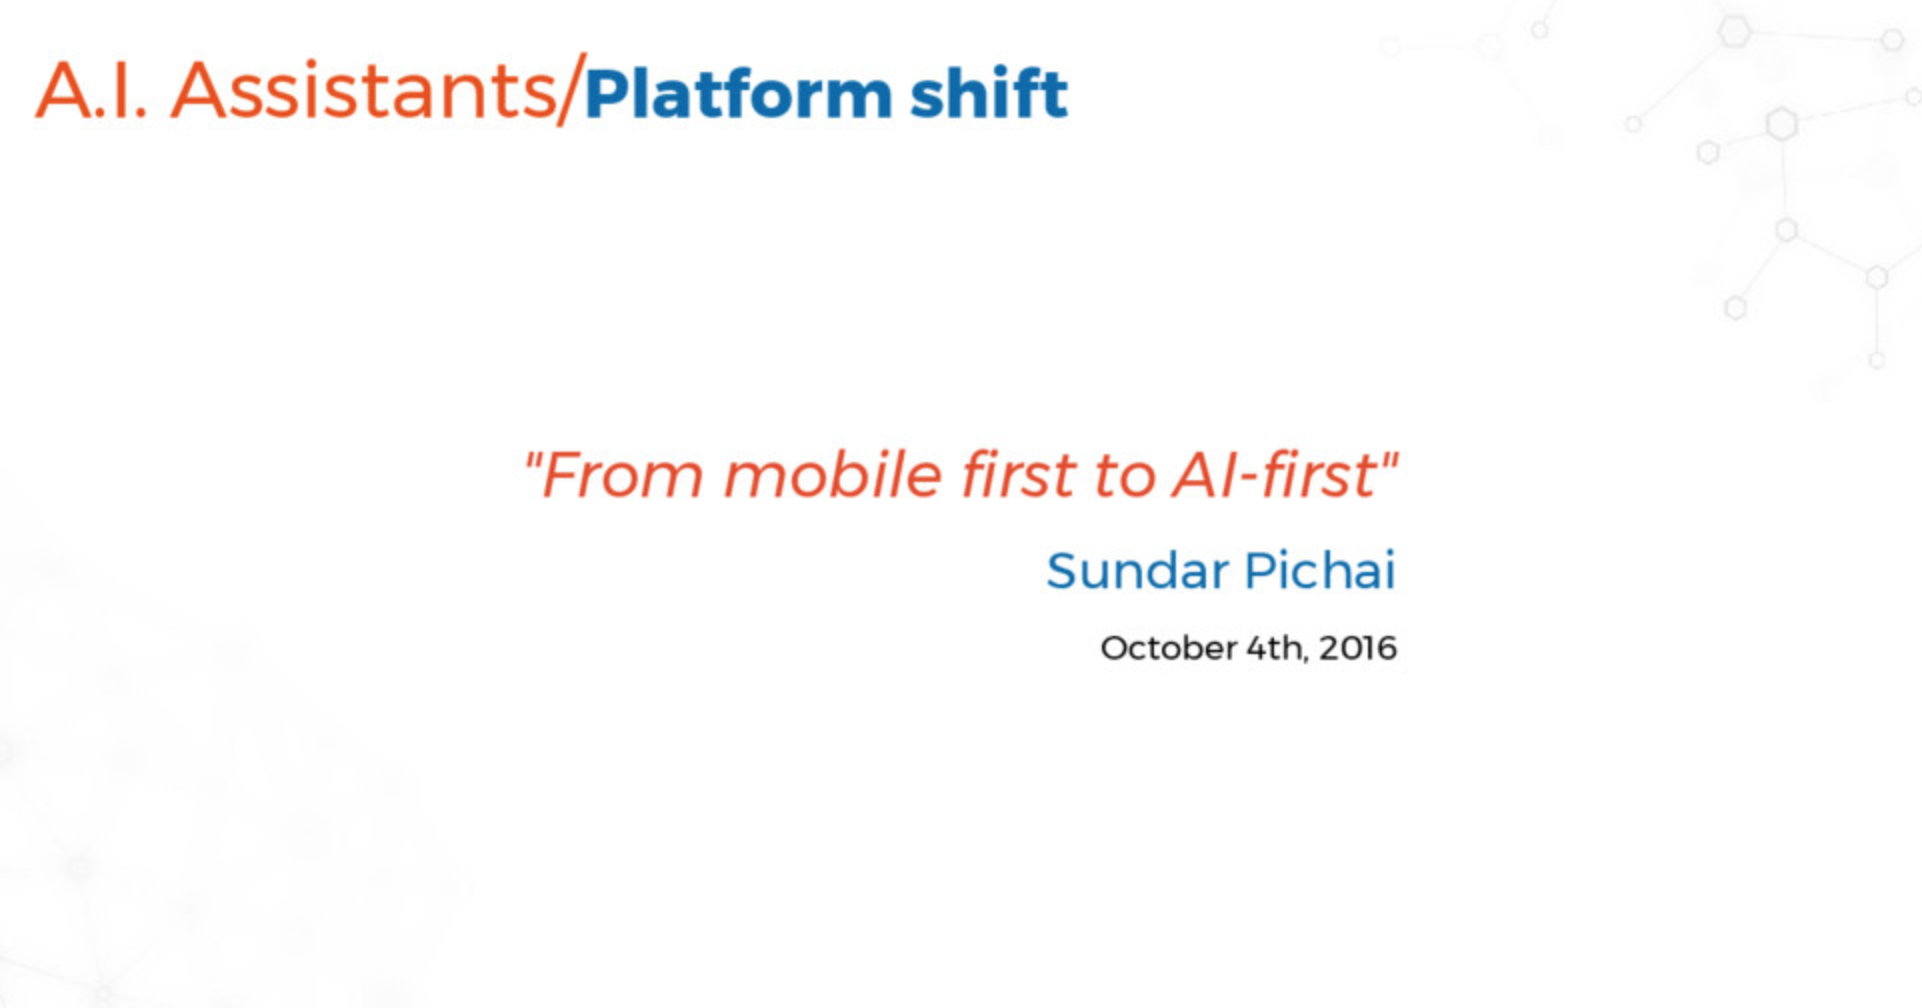 A.I. Assistants/Platform shift
"From mobile first to AI-first"
Sundar Pichai
October 4th, 2016